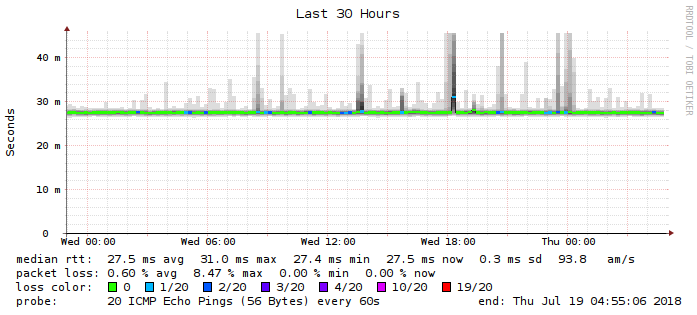 Last 30 Hours
RRDTOOL / TOBI OETIKER
Seconds
40 m
30 m
20 m
10 m
0
Wed 00:00 Wed 06:00 Wed 12:00 Wed 18:00 Thu 00:00
median rtt: 27.5 ms avg 31.0 ms max 27.4 ms min 27.5 ms now 0.3 ms sd 93.8 am/s
packet loss: 0.60 % avg 8.47 % max 0.00 % min 0.00 % now
loss color: 0 1/20 2/20 3/20 4/20 10/20 19/20
probe: 20 ICMP Echo Pings (56 Bytes) every 60s end: Thu Jul 19 04:55:06 2018